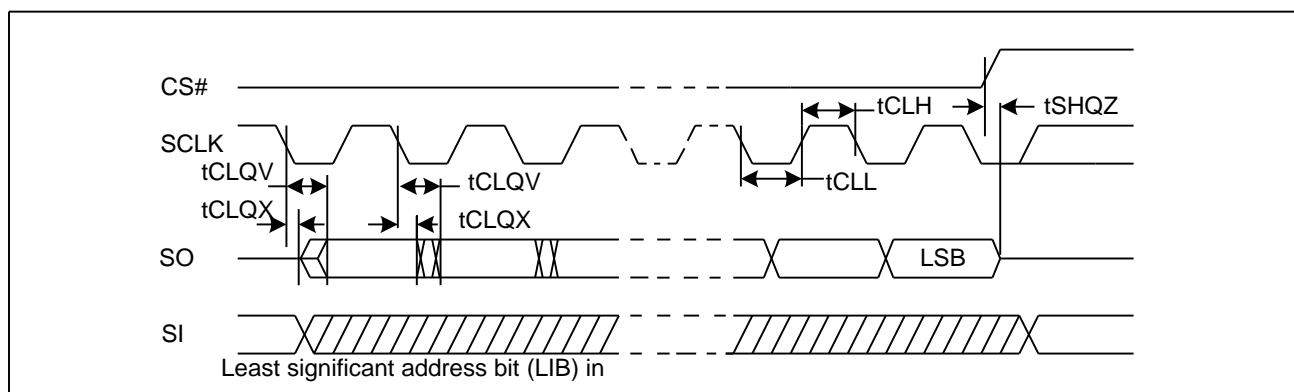 CS#
tCLH
tSHQZ
SCLK
tCLQV
tCLQV
tCLL
tCLQX
tCLQX
SO
LSB
SI
Least significant address bit (LIB) in